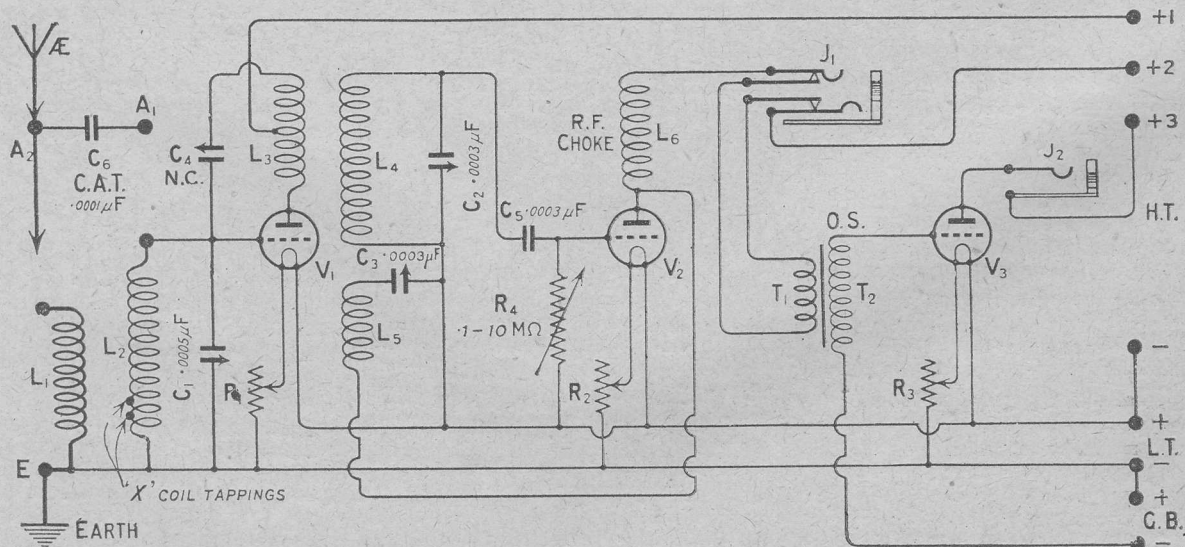 Æ
A₂
A₁
C₆
C.A.T.
·0001µF
C₄
N.C.
L₃
V₁
L₄
C₂ ·0003µF
C₃ ·0003µF
L₅
C₅ ·0003µF
R₄
·1–10 MΩ
R.F.
CHOKE
L₆
V₂
J₁
T₁
T₂
O.S.
V₃
J₂
+1
+2
+3
H.T.
–
+
L.T.
–
+
G.B.
–
L₁
L₂
C₁ ·0005µF
R₂
R₃
E
EARTH
'X' COIL TAPPINGS